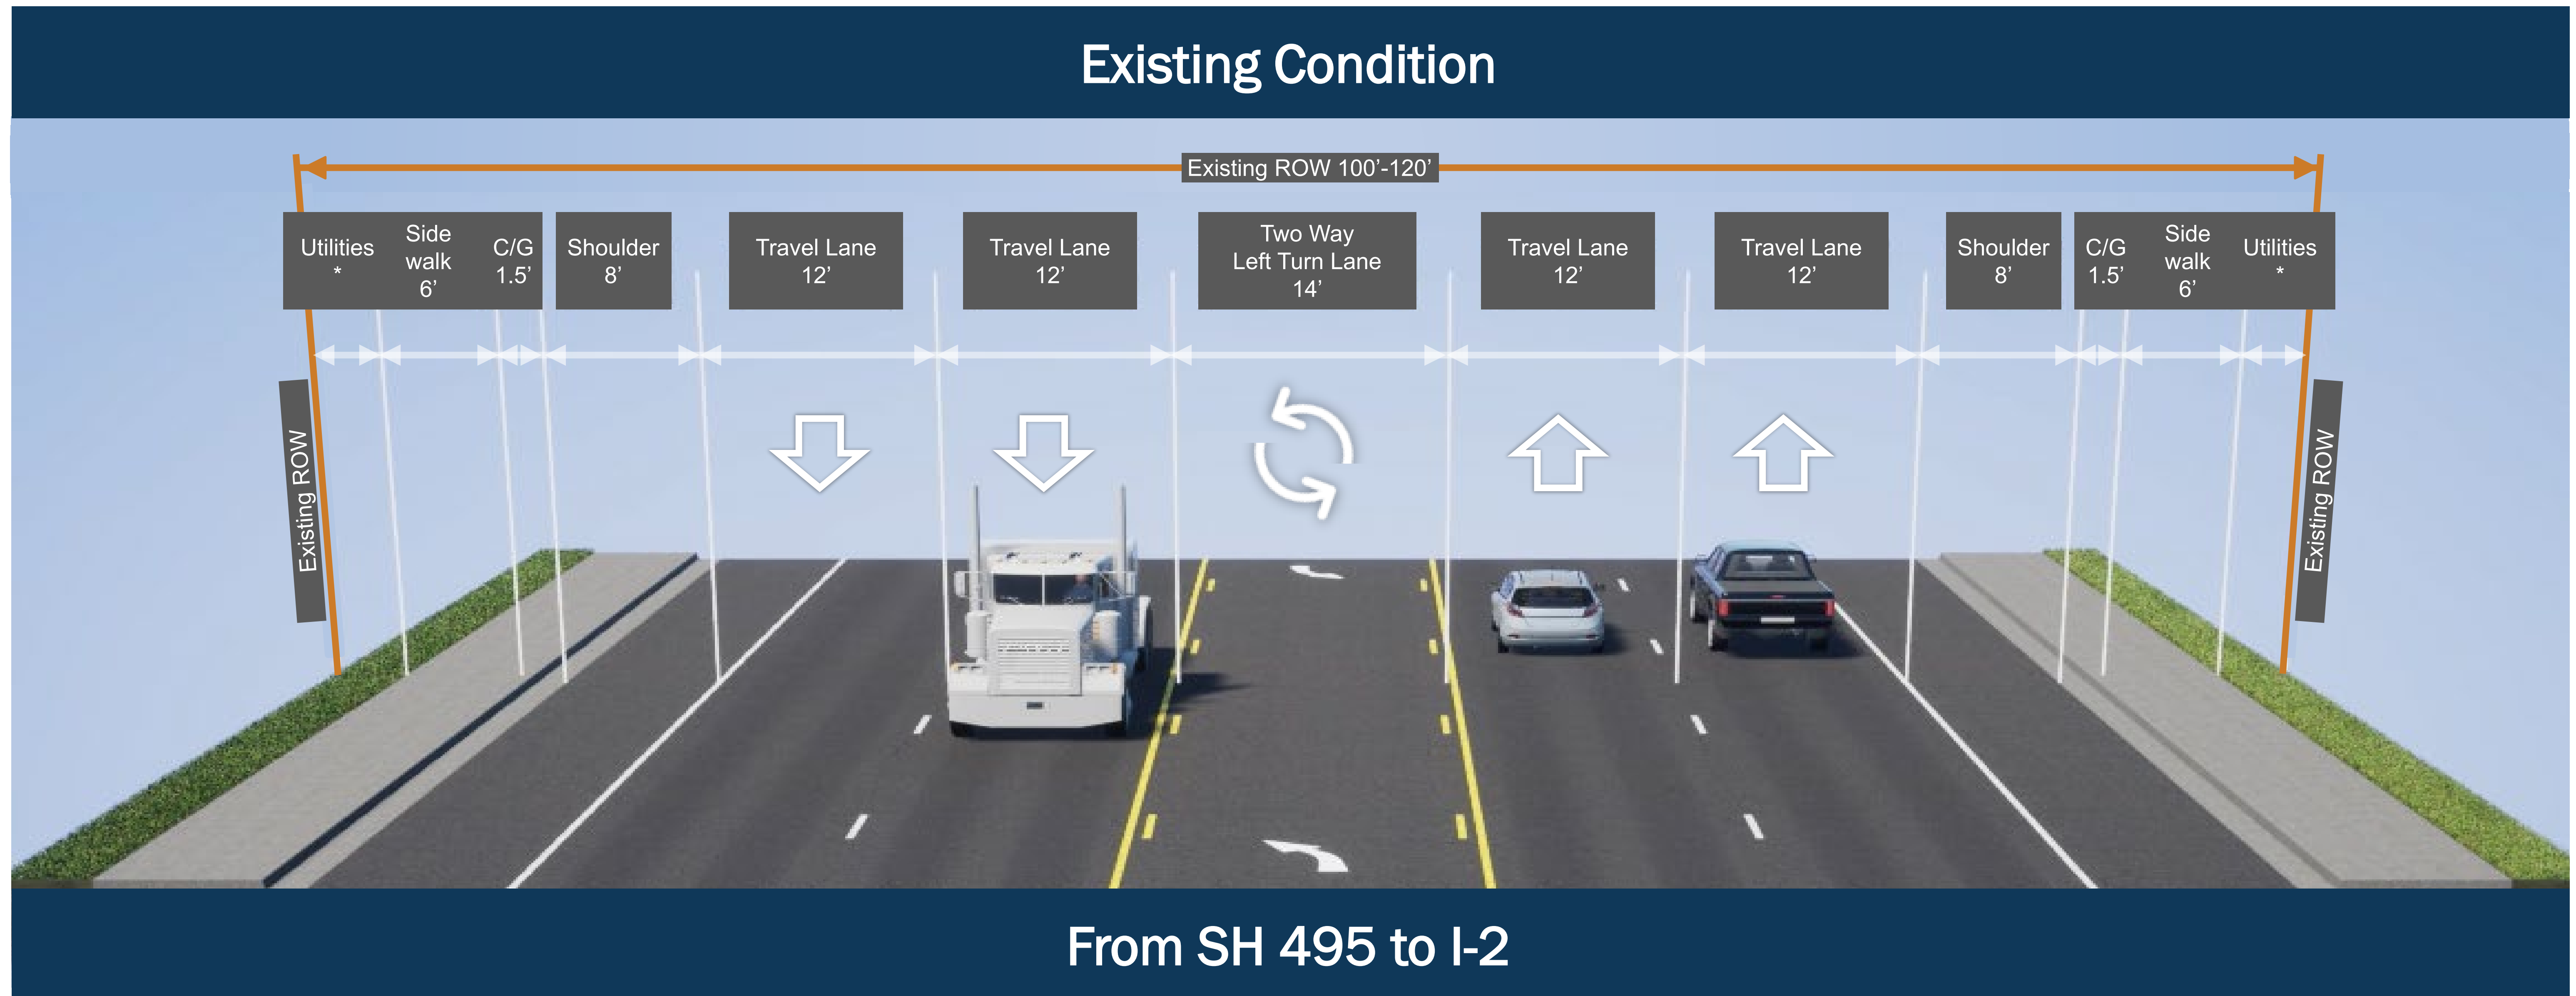 Existing Condition
Existing ROW 100’-120’
Utilities
*
Side
walk
6’
C/G
1.5’
Shoulder
8’
Travel Lane
12’
Travel Lane
12’
Two Way
Left Turn Lane
14’
Travel Lane
12’
Travel Lane
12’
Shoulder
8’
C/G
1.5’
Side
walk
6’
Utilities
*
Existing ROW
Existing ROW
From SH 495 to I-2